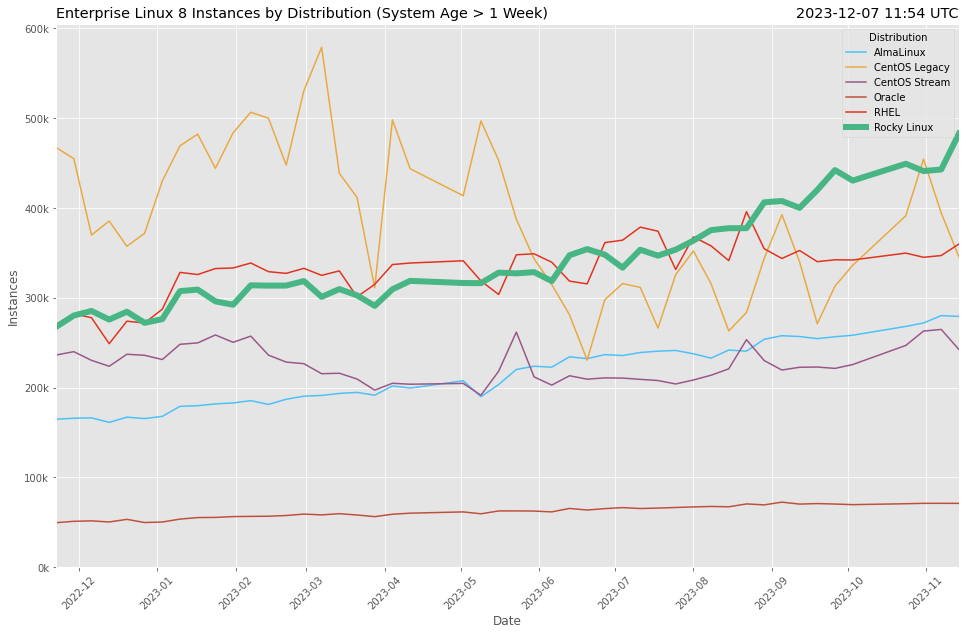 Enterprise Linux 8 Instances by Distribution (System Age > 1 Week)
2023-12-07 11:54 UTC
600k
500k
400k
300k
200k
100k
0k
Instances
Distribution
AlmaLinux
CentOS Legacy
CentOS Stream
Oracle
RHEL
Rocky Linux
2022-12
2023-01
2023-02
2023-03
2023-04
2023-05
2023-06
2023-07
2023-08
2023-09
2023-10
2023-11
Date